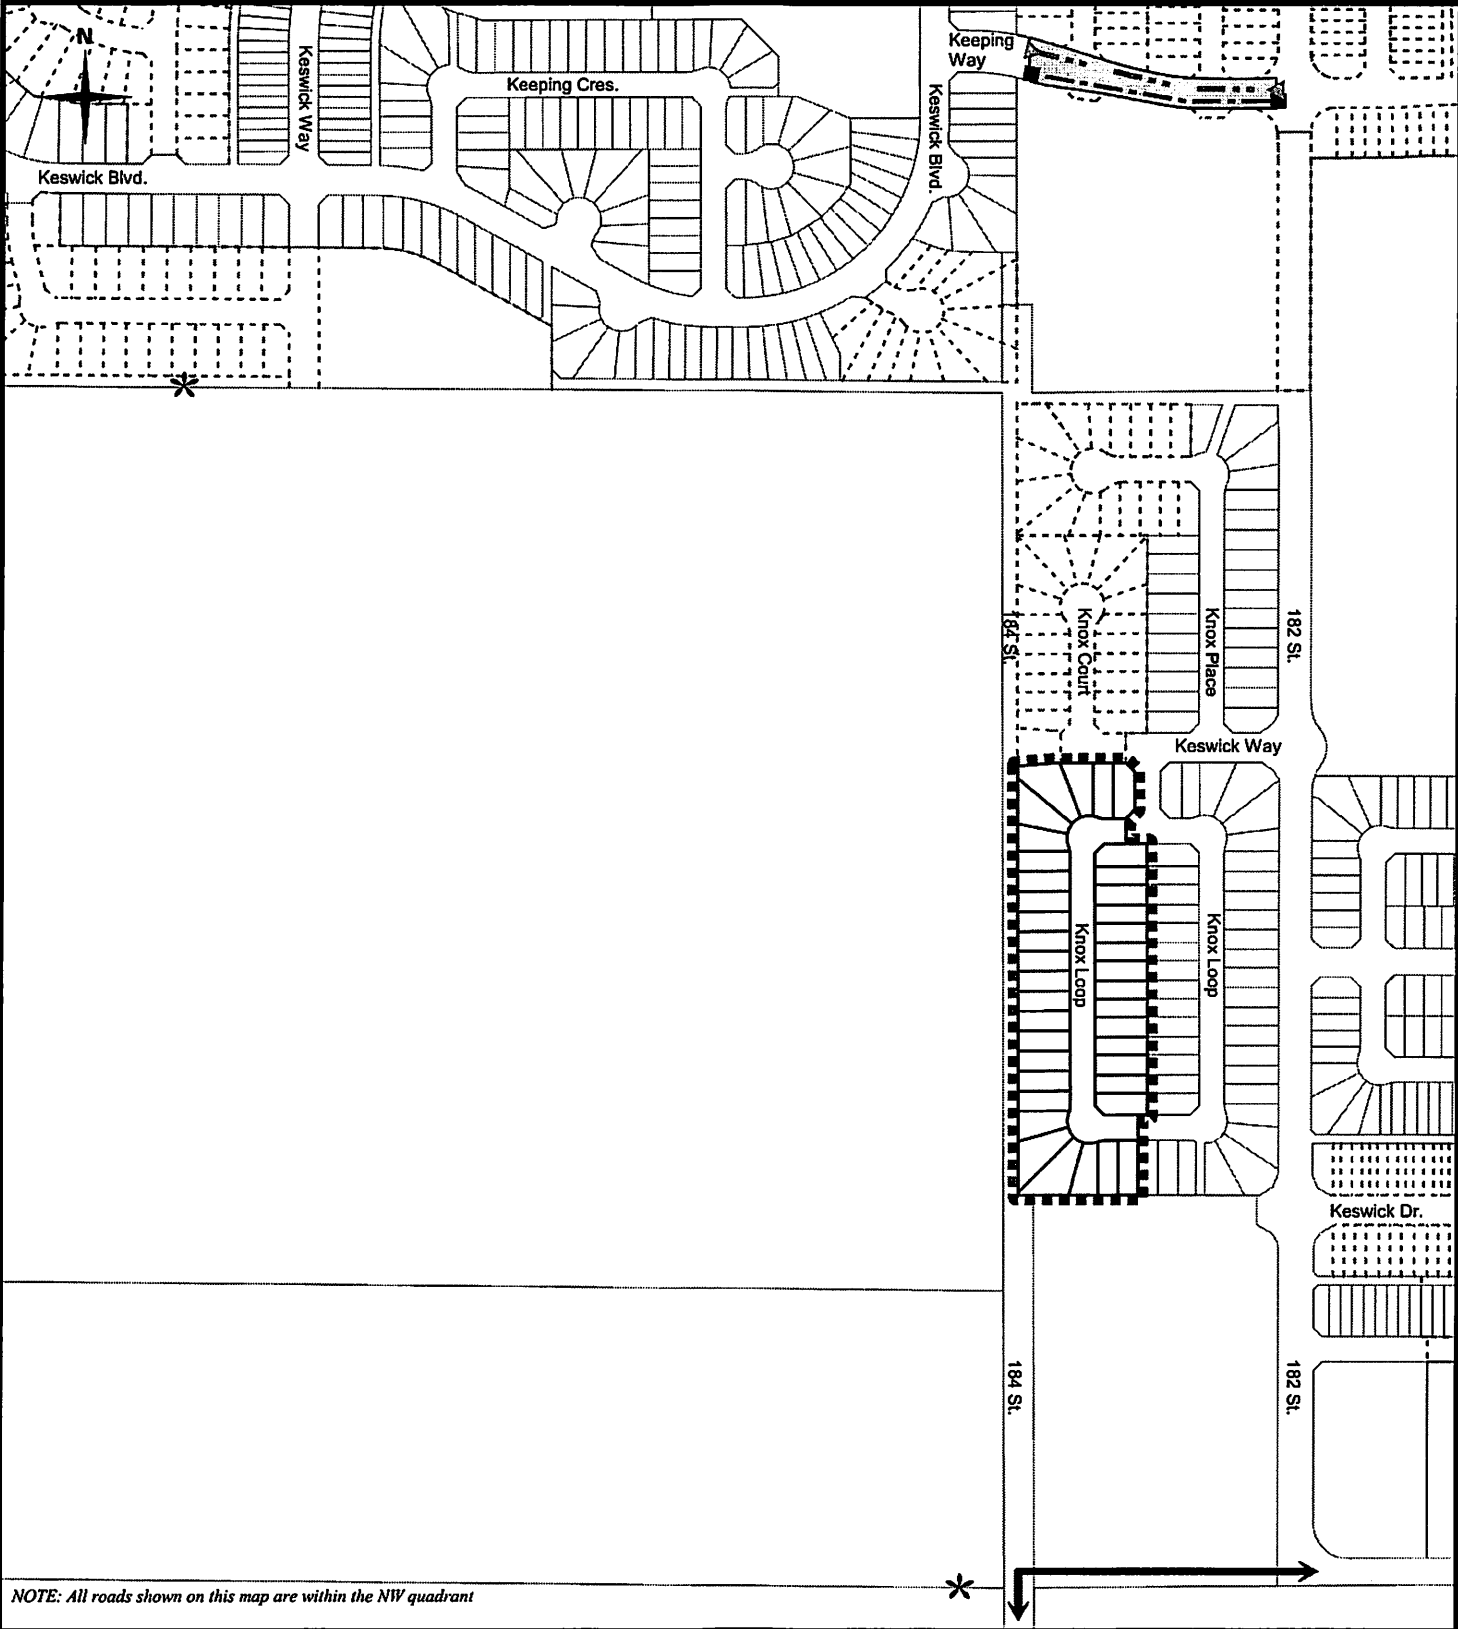 N
Keswick Way
Keeping Cres.
Keeping
Way
Keswick Blvd.
Keswick Blvd.
184 St.
Knox Court
Knox Place
182 St.
Keswick Way
Knox Loop
Knox Loop
Keswick Dr.
184 St.
182 St.
NOTE: All roads shown on this map are within the NW quadrant